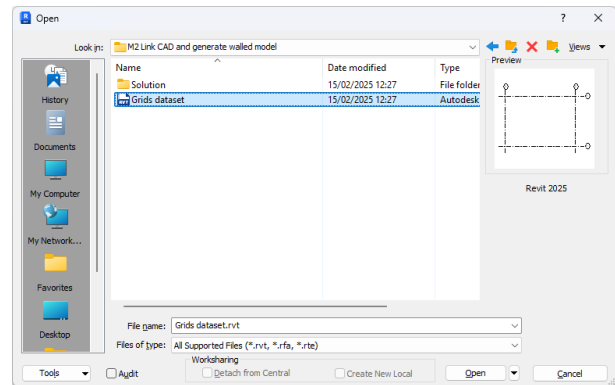 Open
? X
Look in:
M2 Link CAD and generate walled model
Views
Name
Date modified
Type
Solution
15/02/2025 12:27
File folder
Grids dataset
15/02/2025 12:27
Autodesk
History
Documents
My Computer
My Network...
Favorites
Desktop
Preview
Revit 2025
File name:
Grids dataset.rvt
Files of type:
All Supported Files (*.rvt, *.rfa, *.rte)
Worksharing
Tools
Audit
Detach from Central
Create New Local
Open
Cancel